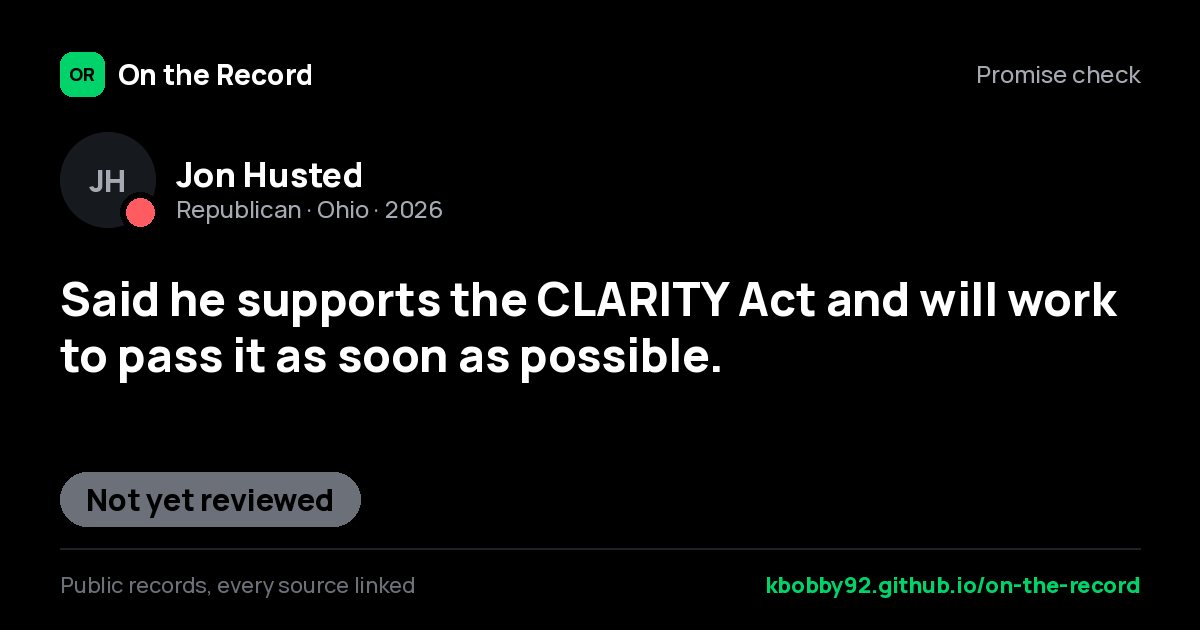 OR On the Record
Promise check
JH
Jon Husted
Republican · Ohio · 2026
Said he supports the CLARITY Act and will work
to pass it as soon as possible.
Not yet reviewed
Public records, every source linked
kbobby92.github.io/on-the-record